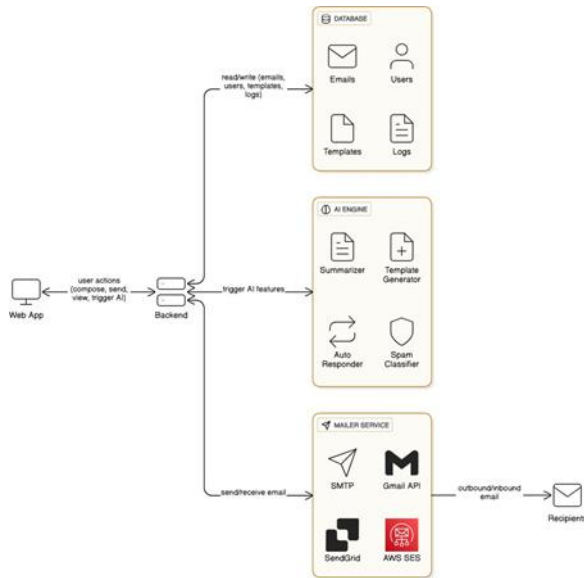 DATABASE
Emails
Users
read/write (emails,
users, templates,
logs)
Templates
Logs
AI ENGINE
Summarizer
Template
Generator
user actions
(compose, send,
view, trigger AI)
trigger AI features
Web App
Backend
Auto
Responder
Spam
Classifier
MAILER SERVICE
SMTP
Gmail API
send/receive email
outbound/inbound
email
Recipient
SendGrid
AWS SES